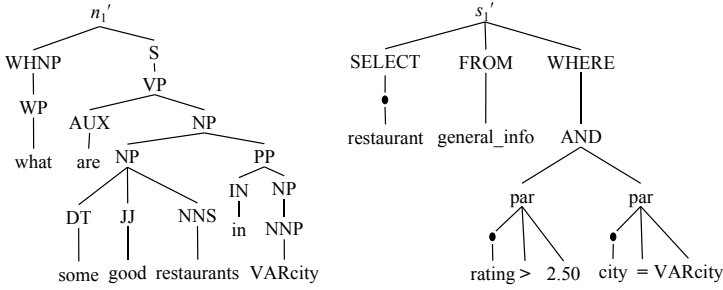 n₁′ s₁′
S
WHNP SELECT FROM WHERE
VP
WP
AUX NP
what are restaurant general_info AND
NP PP
IN NP par par
DT JJ NNS in NNP
some good restaurants VARcity rating > 2.50 city = VARcity